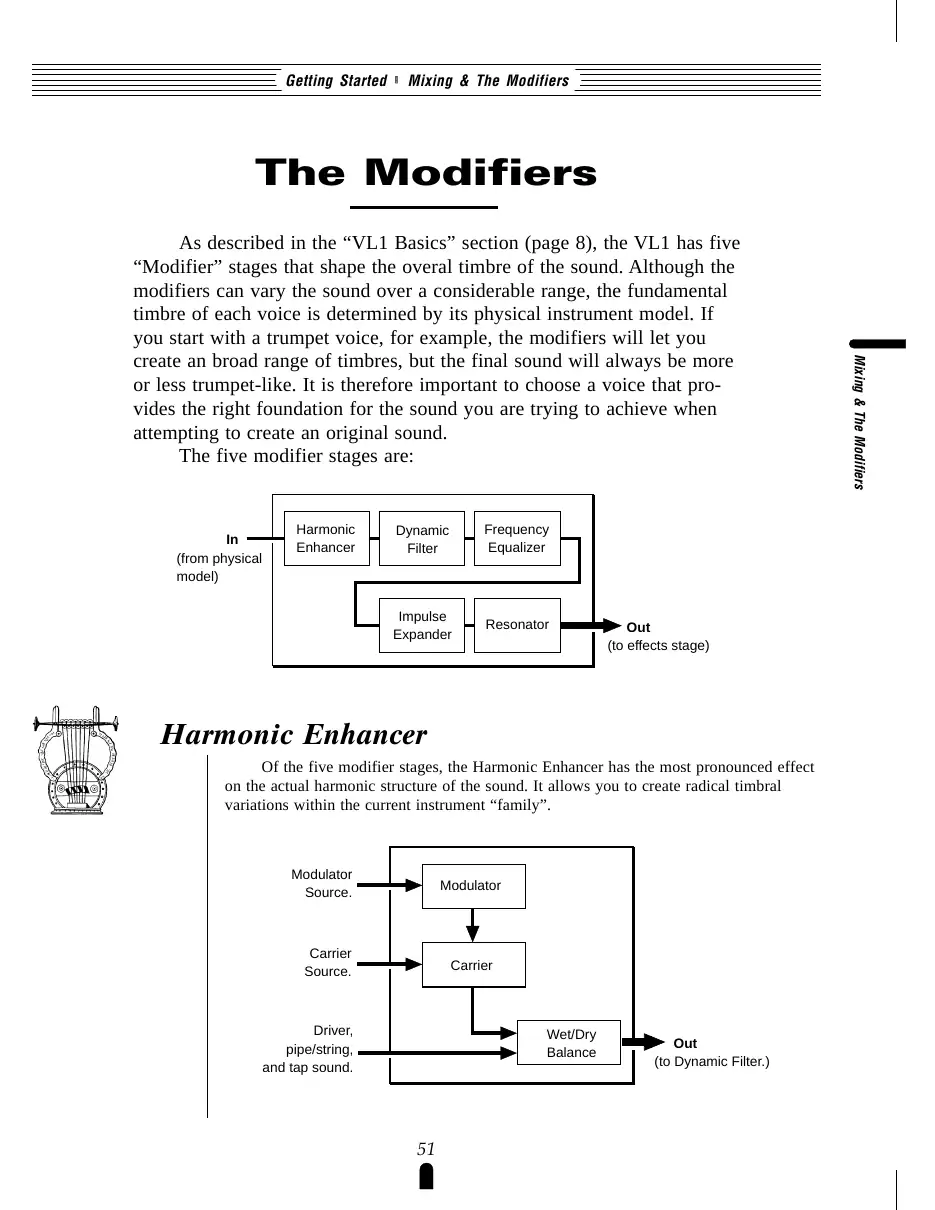 Getting Started Mixing & The Modifiers
The Modifiers
As described in the “VL1 Basics” section (page 8), the VL1 has five
“Modifier” stages that shape the overal timbre of the sound. Although the
modifiers can vary the sound over a considerable range, the fundamental
timbre of each voice is determined by its physical instrument model. If
you start with a trumpet voice, for example, the modifiers will let you
create an broad range of timbres, but the final sound will always be more
or less trumpet-like. It is therefore important to choose a voice that pro-
vides the right foundation for the sound you are trying to achieve when
attempting to create an original sound.
The five modifier stages are:
Mixing & The Modifiers
In
(from physical
model)
Harmonic
Enhancer
Dynamic
Filter
Frequency
Equalizer
Impulse
Expander
Resonator
Out
(to effects stage)
Harmonic Enhancer
Of the five modifier stages, the Harmonic Enhancer has the most pronounced effect
on the actual harmonic structure of the sound. It allows you to create radical timbral
variations within the current instrument “family”.
Modulator
Source.
Modulator
Carrier
Source.
Carrier
Driver,
pipe/string,
and tap sound.
Wet/Dry
Balance
Out
(to Dynamic Filter.)
51